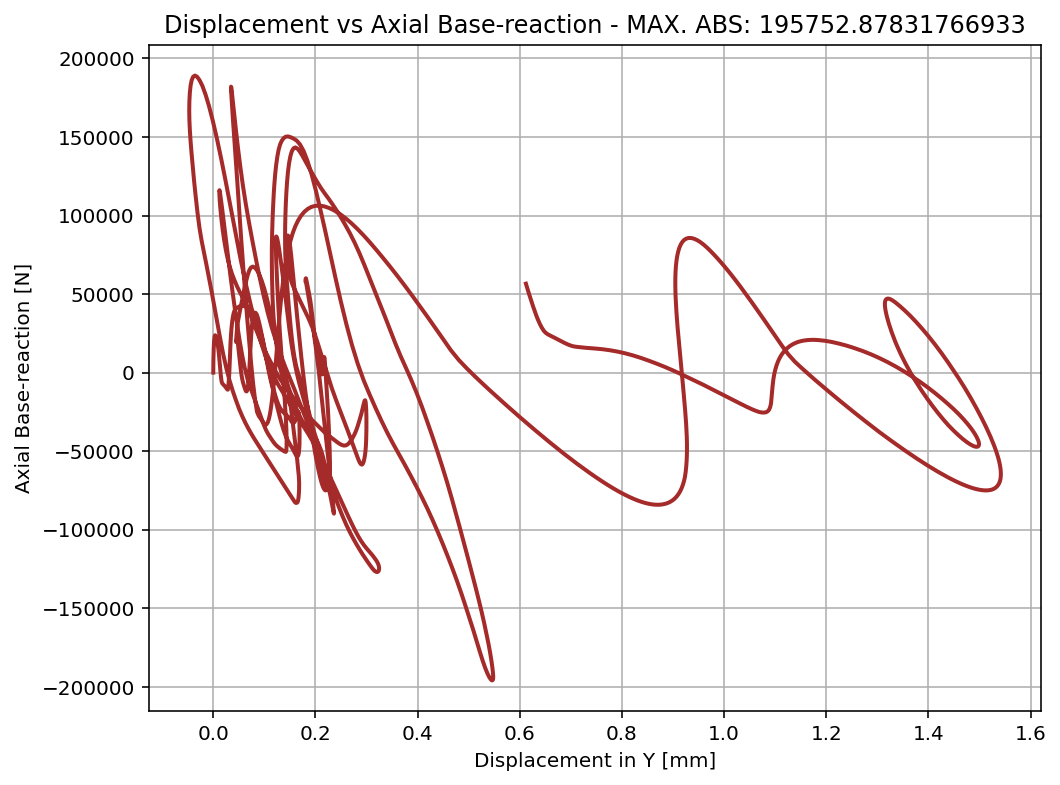 Displacement vs Axial Base-reaction - MAX. ABS: 195752.87831766933
200000
150000
100000
50000
0
−50000
−100000
−150000
−200000
Axial Base-reaction [N]
0.0 0.2 0.4 0.6 0.8 1.0 1.2 1.4 1.6
Displacement in Y [mm]